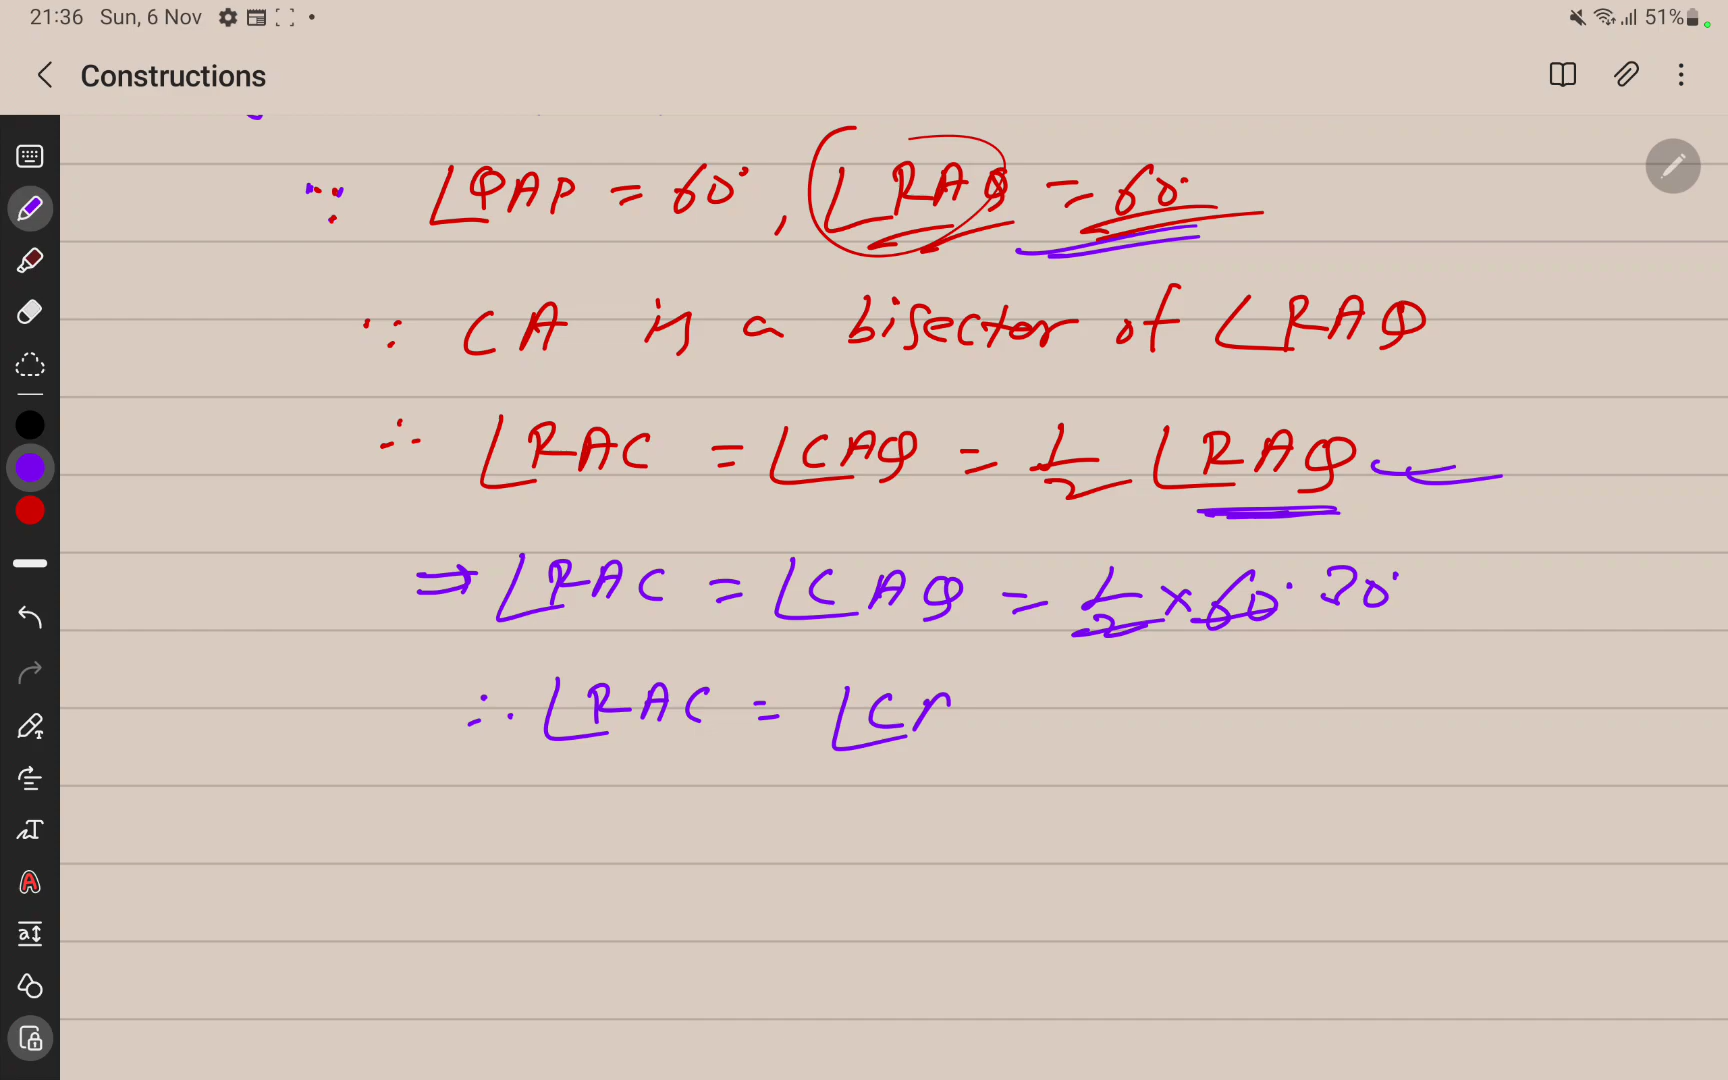 21:36 Sun, 6 Nov 51%
Constructions
∵ ∠QAP = 60°, ∠RAQ = 60°
∵ CA is a bisector of ∠RAQ
∴ ∠RAC = ∠CAQ = 1/2 ∠RAQ
⇒ ∠RAC = ∠CAQ = 1/2 × 60° 30°
∴ ∠RAC = ∠CA